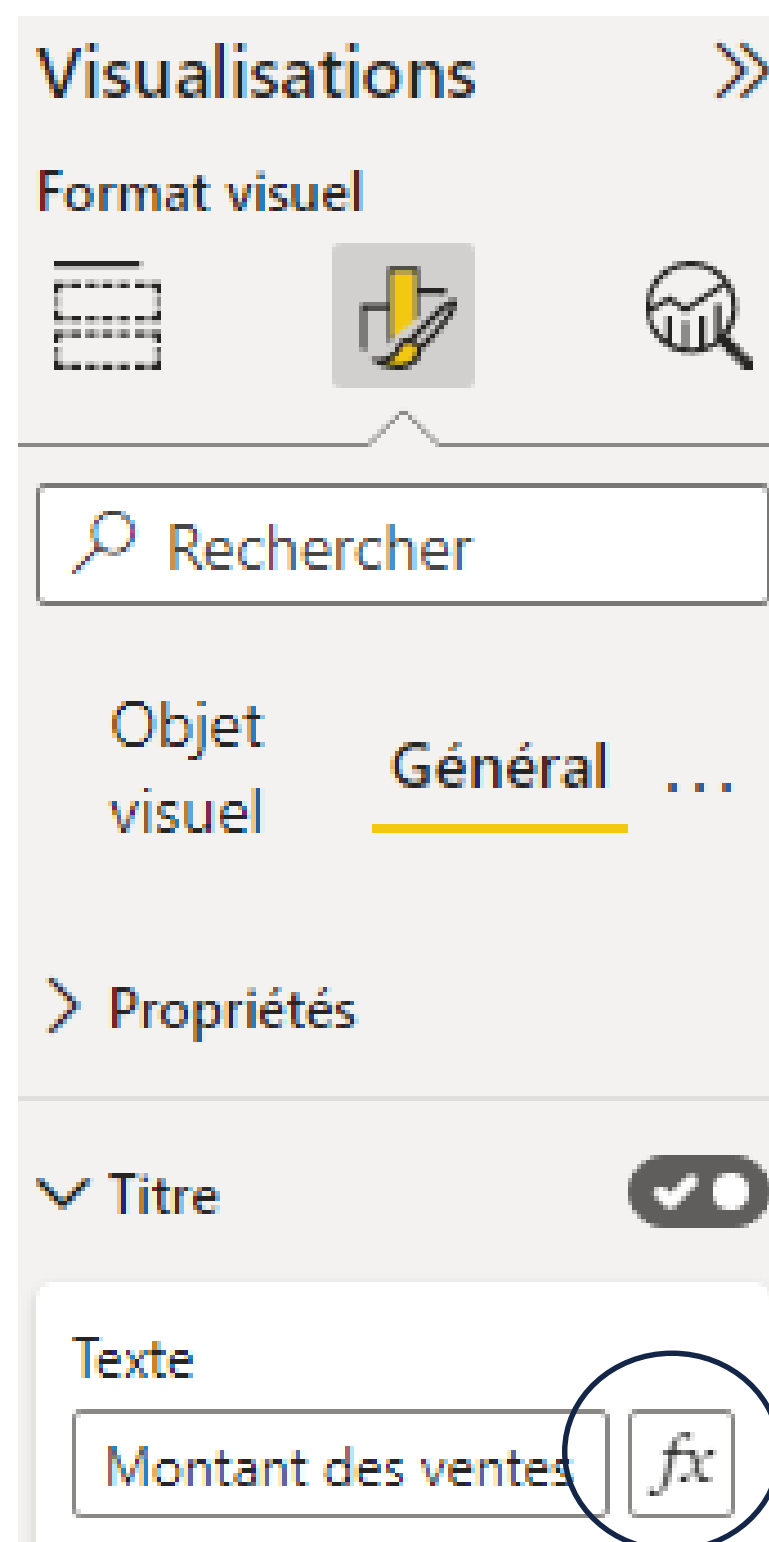 Visualisations
Format visuel
Rechercher
Objet
visuel
Général
...
Propriétés
Titre
Texte
Montant des ventes
fx